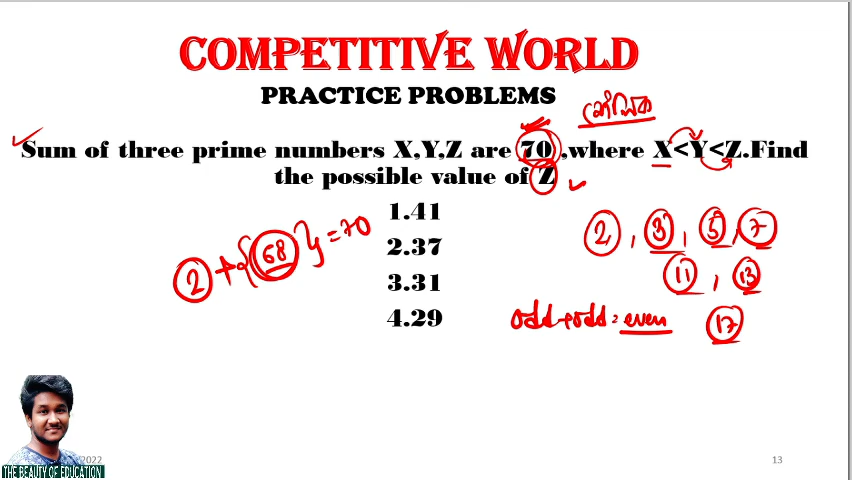 COMPETITIVE WORLD
PRACTICE PROBLEMS
মৌলিক
Sum of three prime numbers X,Y,Z are 70 ,where X<Y<Z.Find
the possible value of Z
1.41
2.37
3.31
4.29
2 + {68} = 70
2, 3, 5, 7
11, 13
odd+odd = even 17
/2022
13
THE BEAUTY OF EDUCATION